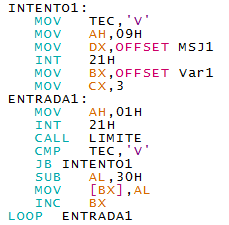 INTENTO1:
MOV TEC,'V'
MOV AH,09H
MOV DX,OFFSET MSJ1
INT 21H
MOV BX,OFFSET Var1
MOV CX,3
ENTRADA1:
MOV AH,01H
INT 21H
CALL LIMITE
CMP TEC,'V'
JB INTENTO1
SUB AL,30H
MOV [BX],AL
INC BX
LOOP ENTRADA1